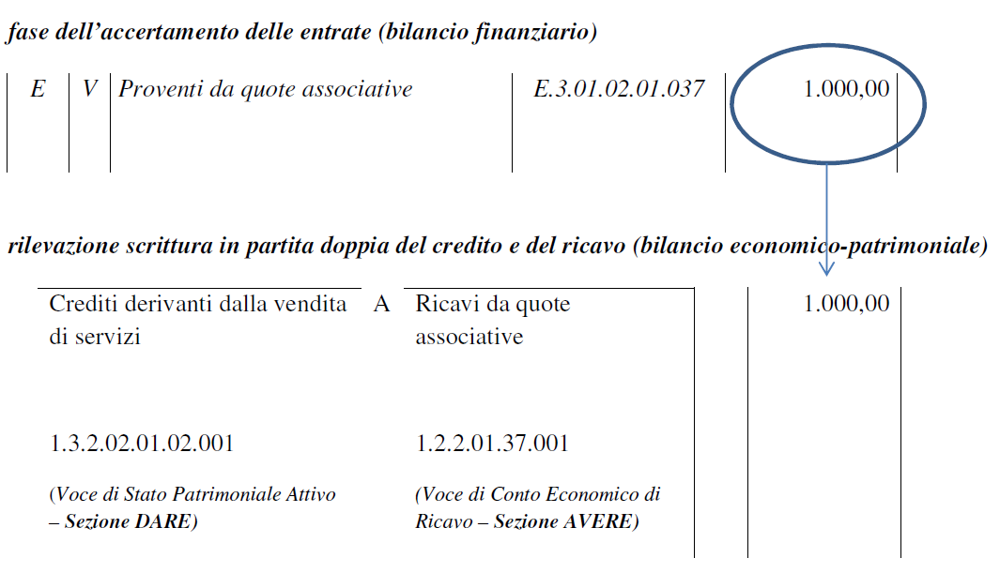 fase dell’accertamento delle entrate (bilancio finanziario)
E V Proventi da quote associative E.3.01.02.01.037 1.000,00
rilevazione scrittura in partita doppia del credito e del ricavo (bilancio economico-patrimoniale)
Crediti derivanti dalla vendita A Ricavi da quote 1.000,00
di servizi associative
1.3.2.02.01.02.001 1.2.2.01.37.001
(Voce di Stato Patrimoniale Attivo (Voce di Conto Economico di
– Sezione DARE) Ricavo – Sezione AVERE)